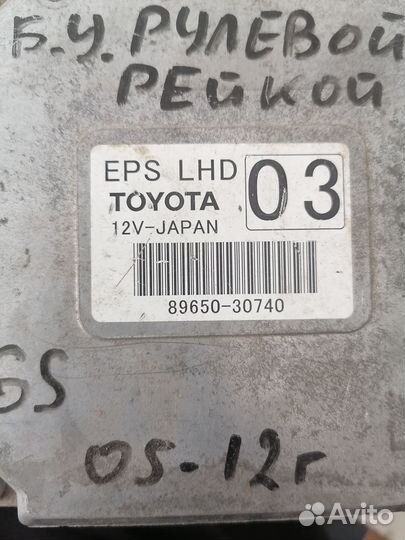 Б.У. РУЛЕВОЙ
РЕЙКОЙ
EPS LHD 03
TOYOTA
12V-JAPAN
89650-30740
GS
05-12г
Avito